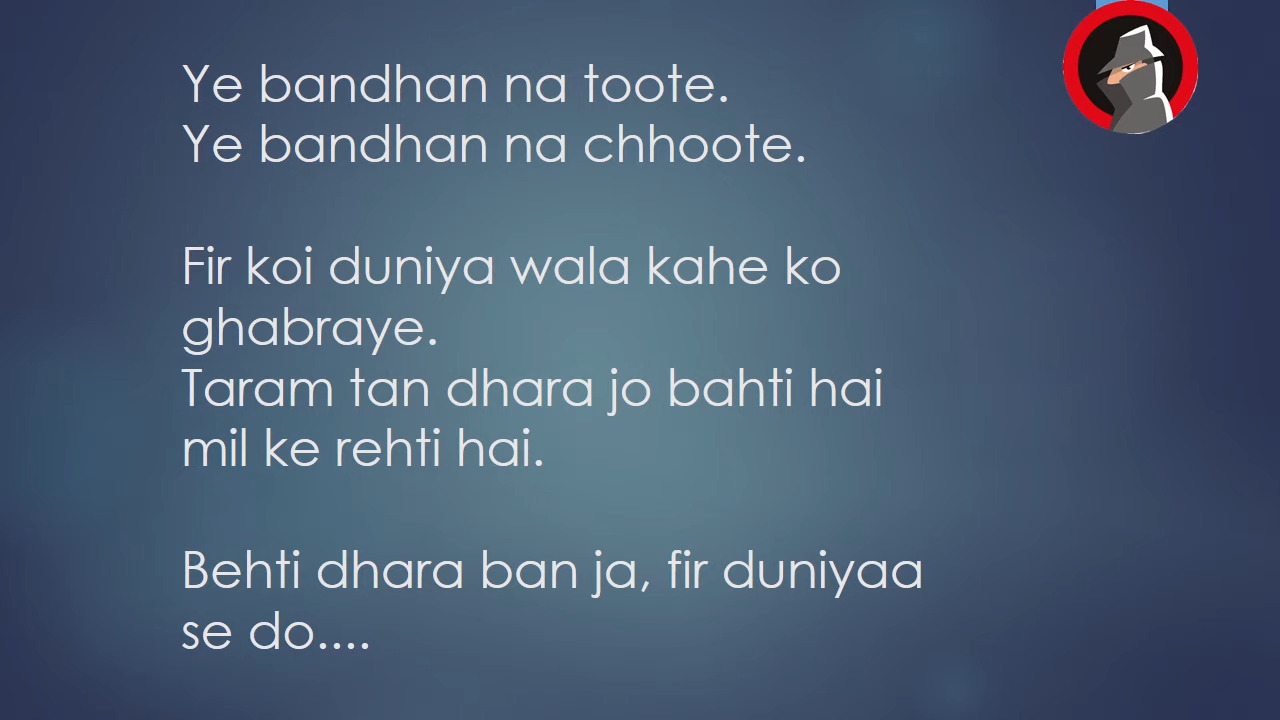 Ye bandhan na toote.
Ye bandhan na chhoote.
Fir koi duniya wala kahe ko
ghabraye.
Taram tan dhara jo bahti hai
mil ke rehti hai.
Behti dhara ban ja, fir duniyaa
se do....